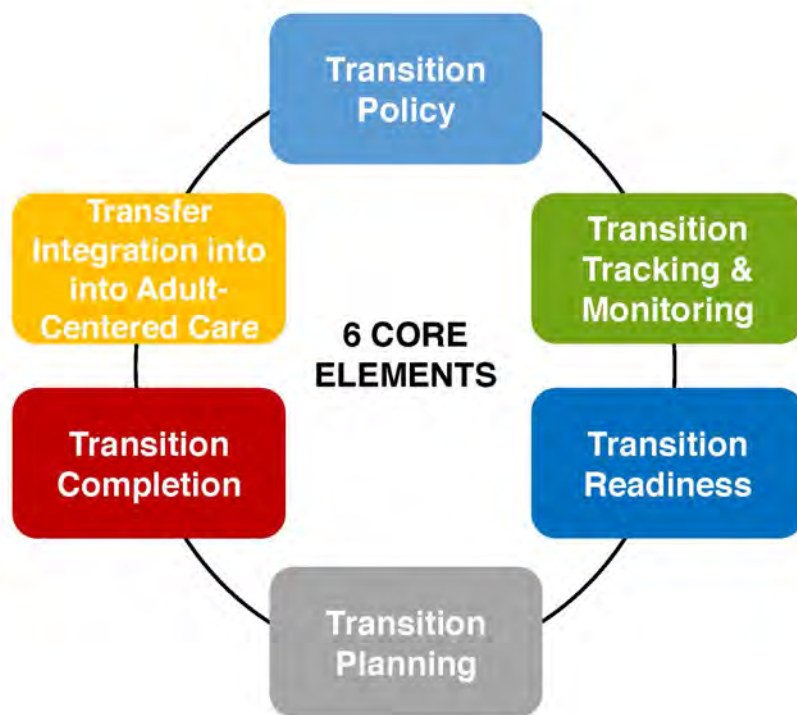 Transition
Policy
Transition
Tracking &
Monitoring
Transition
Readiness
Transition
Planning
Transition
Completion
Transfer
Integration into
into Adult-
Centered Care
6 CORE
ELEMENTS